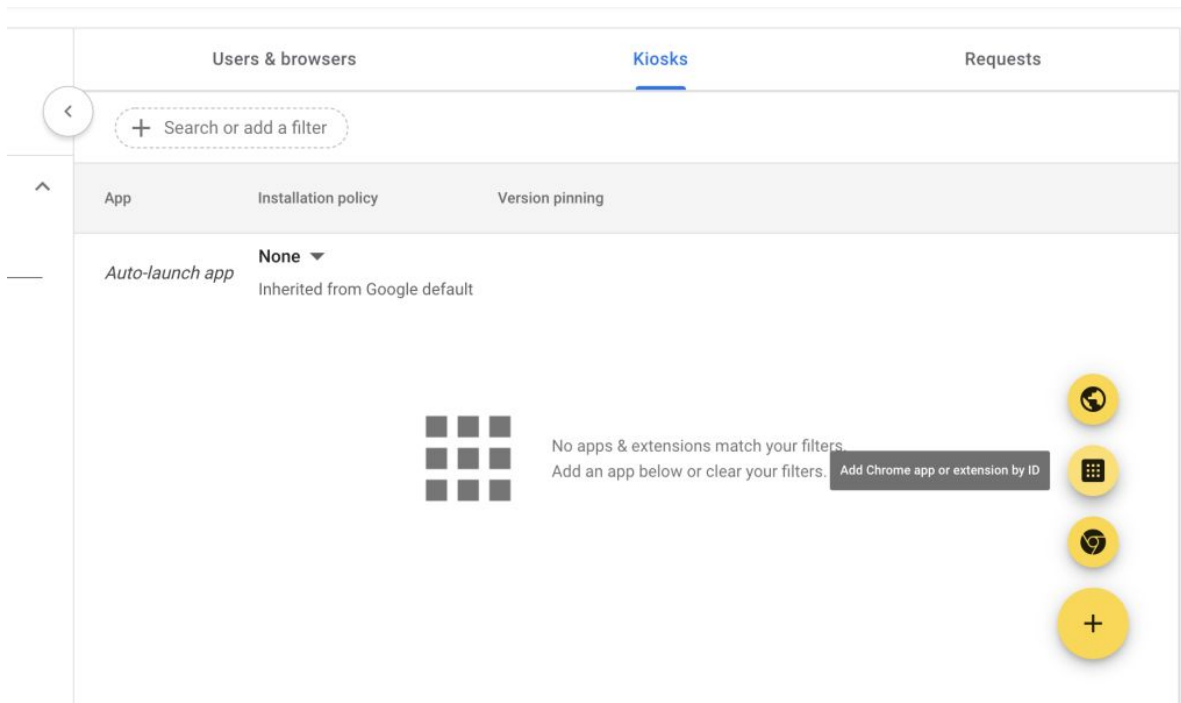 Users & browsers
Kiosks
Requests
Search or add a filter
App
Installation policy
Version pinning
Auto-launch app
None
Inherited from Google default
No apps & extensions match your filters.
Add an app below or clear your filters.
Add Chrome app or extension by ID